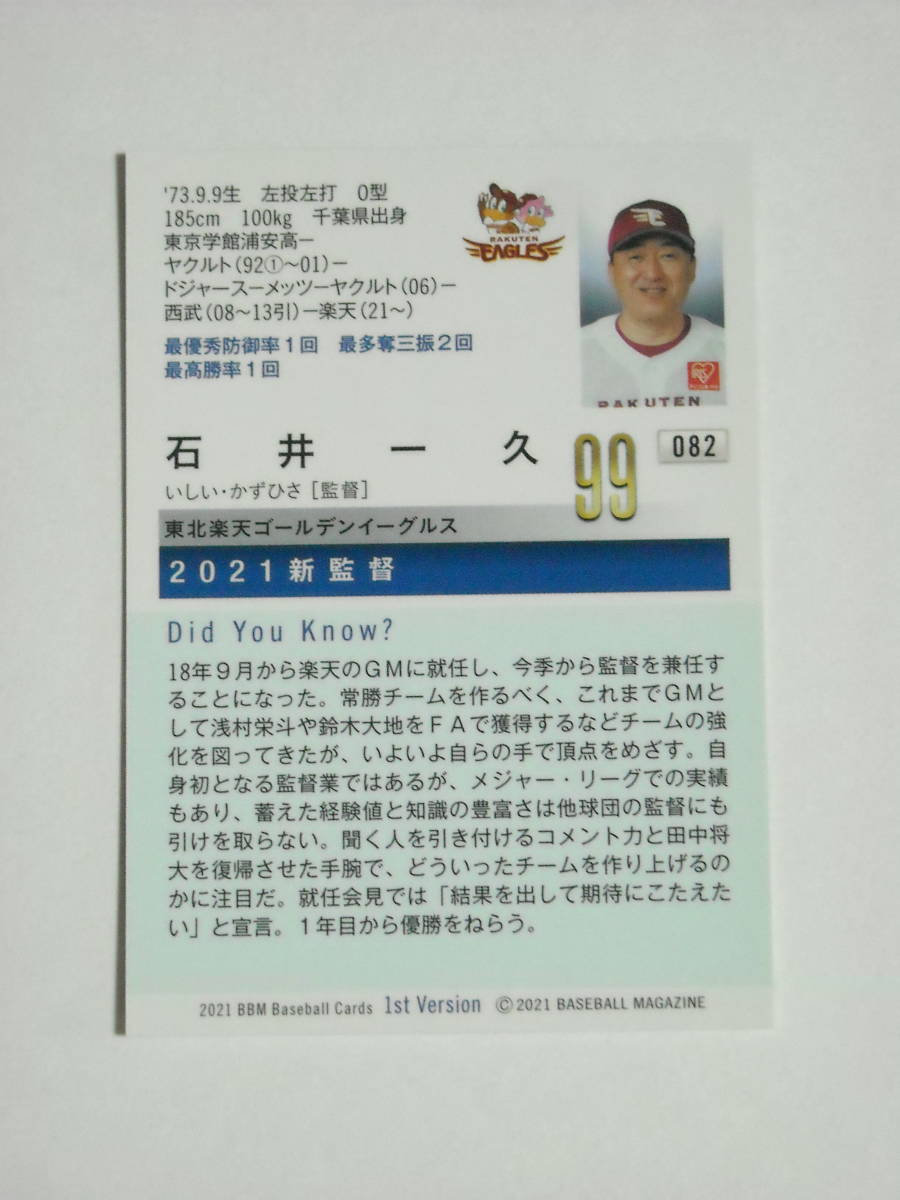 '73.9.9生　左投左打　O型
185cm　100kg　千葉県出身
東京学館浦安高ー
ヤクルト(92①〜01)ー
ドジャースーメッツーヤクルト(06)ー
西武(08〜13引)ー楽天(21〜)
最優秀防御率1回　最多奪三振2回
最高勝率1回
RAKUTEN
EAGLES
E
RAKUTEN
石井一久
99
082
いしい・かずひさ[監督]
東北楽天ゴールデンイーグルス
2021新監督
Did You Know?
18年9月から楽天のGMに就任し、今季から監督を兼任す
ることになった。常勝チームを作るべく、これまでGMと
して浅村栄斗や鈴木大地をFAで獲得するなどチームの強
化を図ってきたが、いよいよ自らの手で頂点をめざす。自
身初となる監督業ではあるが、メジャー・リーグでの実績
もあり、蓄えた経験値と知識の豊富さは他球団の監督にも
引けを取らない。聞く人を引き付けるコメント力と田中将
大を復帰させた手腕で、どういったチームを作り上げるの
かに注目だ。就任会見では「結果を出して期待にこたえた
い」と宣言。1年目から優勝をねらう。
2021 BBM Baseball Cards 1st Version ©2021 BASEBALL MAGAZINE